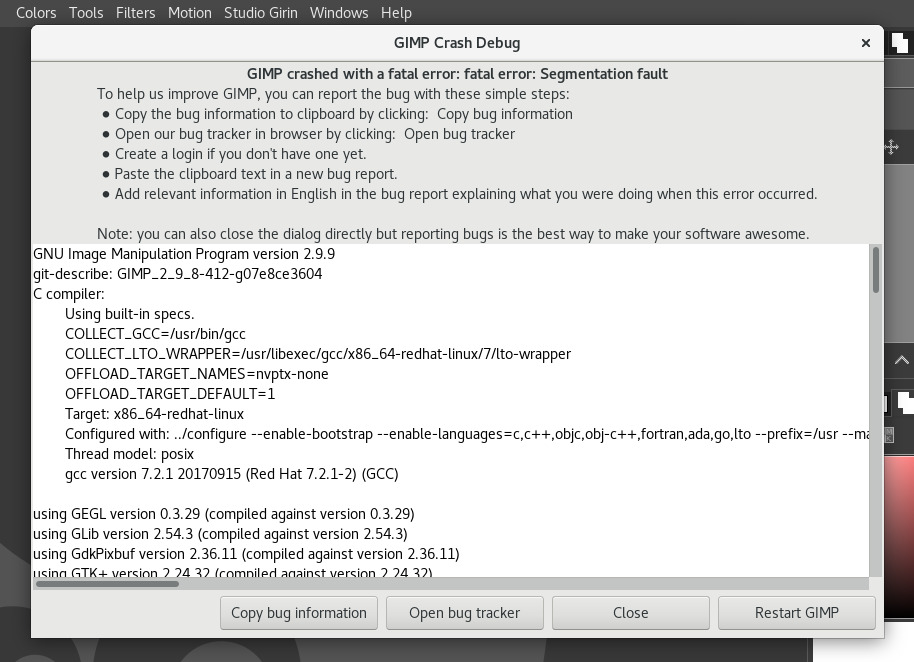 Colors Tools Filters Motion Studio Girin Windows Help
GIMP Crash Debug
GIMP crashed with a fatal error: fatal error: Segmentation fault
To help us improve GIMP, you can report the bug with these simple steps:
● Copy the bug information to clipboard by clicking: Copy bug information
● Open our bug tracker in browser by clicking: Open bug tracker
● Create a login if you don't have one yet.
● Paste the clipboard text in a new bug report.
● Add relevant information in English in the bug report explaining what you were doing when this error occurred.
Note: you can also close the dialog directly but reporting bugs is the best way to make your software awesome.
GNU Image Manipulation Program version 2.9.9
git-describe: GIMP_2_9_8-412-g07e8ce3604
C compiler:
Using built-in specs.
COLLECT_GCC=/usr/bin/gcc
COLLECT_LTO_WRAPPER=/usr/libexec/gcc/x86_64-redhat-linux/7/lto-wrapper
OFFLOAD_TARGET_NAMES=nvptx-none
OFFLOAD_TARGET_DEFAULT=1
Target: x86_64-redhat-linux
Configured with: ../configure --enable-bootstrap --enable-languages=c,c++,objc,obj-c++,fortran,ada,go,lto --prefix=/usr --ma
Thread model: posix
gcc version 7.2.1 20170915 (Red Hat 7.2.1-2) (GCC)
using GEGL version 0.3.29 (compiled against version 0.3.29)
using GLib version 2.54.3 (compiled against version 2.54.3)
using GdkPixbuf version 2.36.11 (compiled against version 2.36.11)
using GTK+ version 2.24.32 (compiled against version 2.24.32)
Copy bug information
Open bug tracker
Close
Restart GIMP